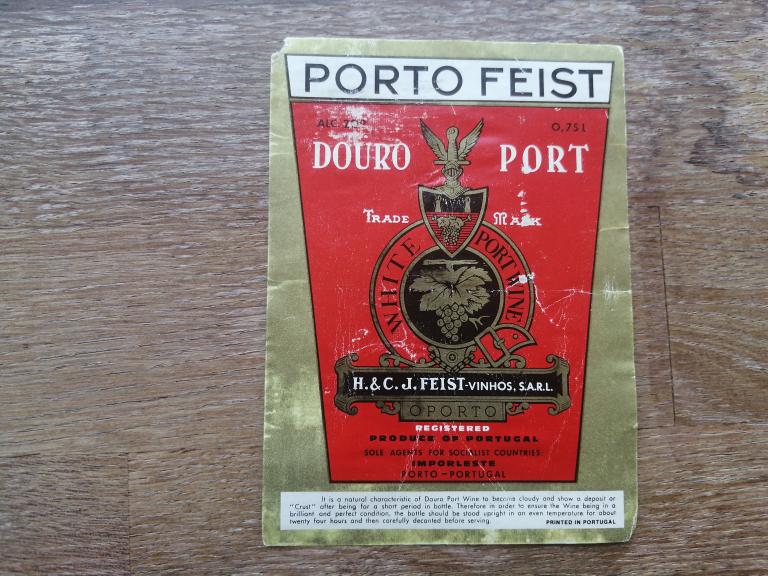 PORTO FEIST
ALC. 0,75 l
DOURO PORT
TRADE MARK
WHITE PORT WINE
H. & C. J. FEIST-VINHOS, S.A.R.L.
OPORTO
REGISTERED
PRODUCE OF PORTUGAL
SOLE AGENTS FOR SOCIALIST COUNTRIES:
IMPORLESTE
PORTO - PORTUGAL
It is a natural characteristic of Douro Port Wine to become cloudy and show a deposit or
"Crust" after being for a short period in bottle. Therefore in order to ensure the Wine being in a
brilliant and perfect condition, the bottle should be stood upright in an even temperature for about
twenty four hours and then carefully decanted before serving. PRINTED IN PORTUGAL